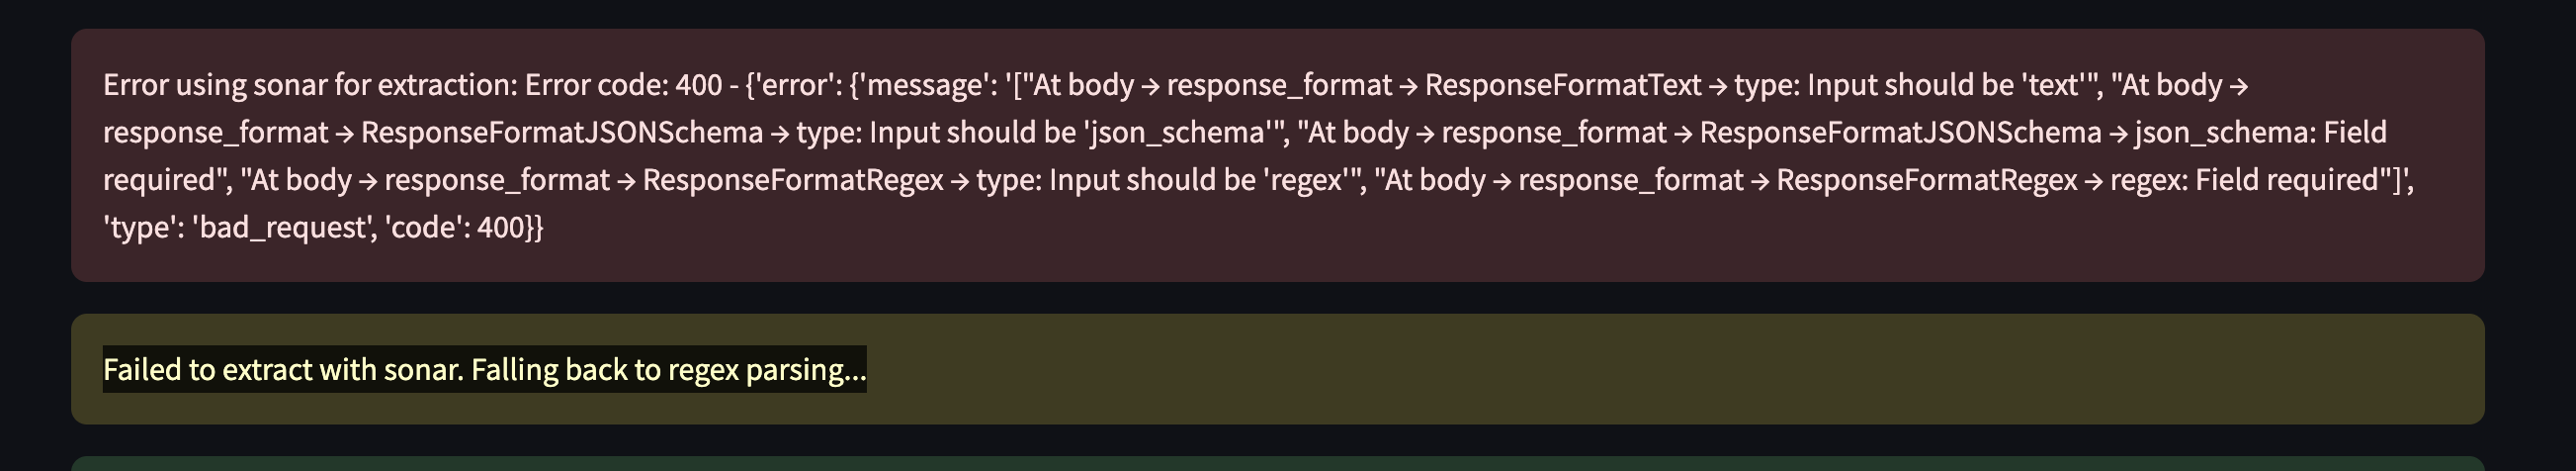 Error using sonar for extraction: Error code: 400 - {'error': {'message': '["At body → response_format → ResponseFormatText → type: Input should be 'text'", "At body →
response_format → ResponseFormatJSONSchema → type: Input should be 'json_schema'", "At body → response_format → ResponseFormatJSONSchema → json_schema: Field
required", "At body → response_format → ResponseFormatRegex → type: Input should be 'regex'", "At body → response_format → ResponseFormatRegex → regex: Field required"]',
'type': 'bad_request', 'code': 400}}
Failed to extract with sonar. Falling back to regex parsing...